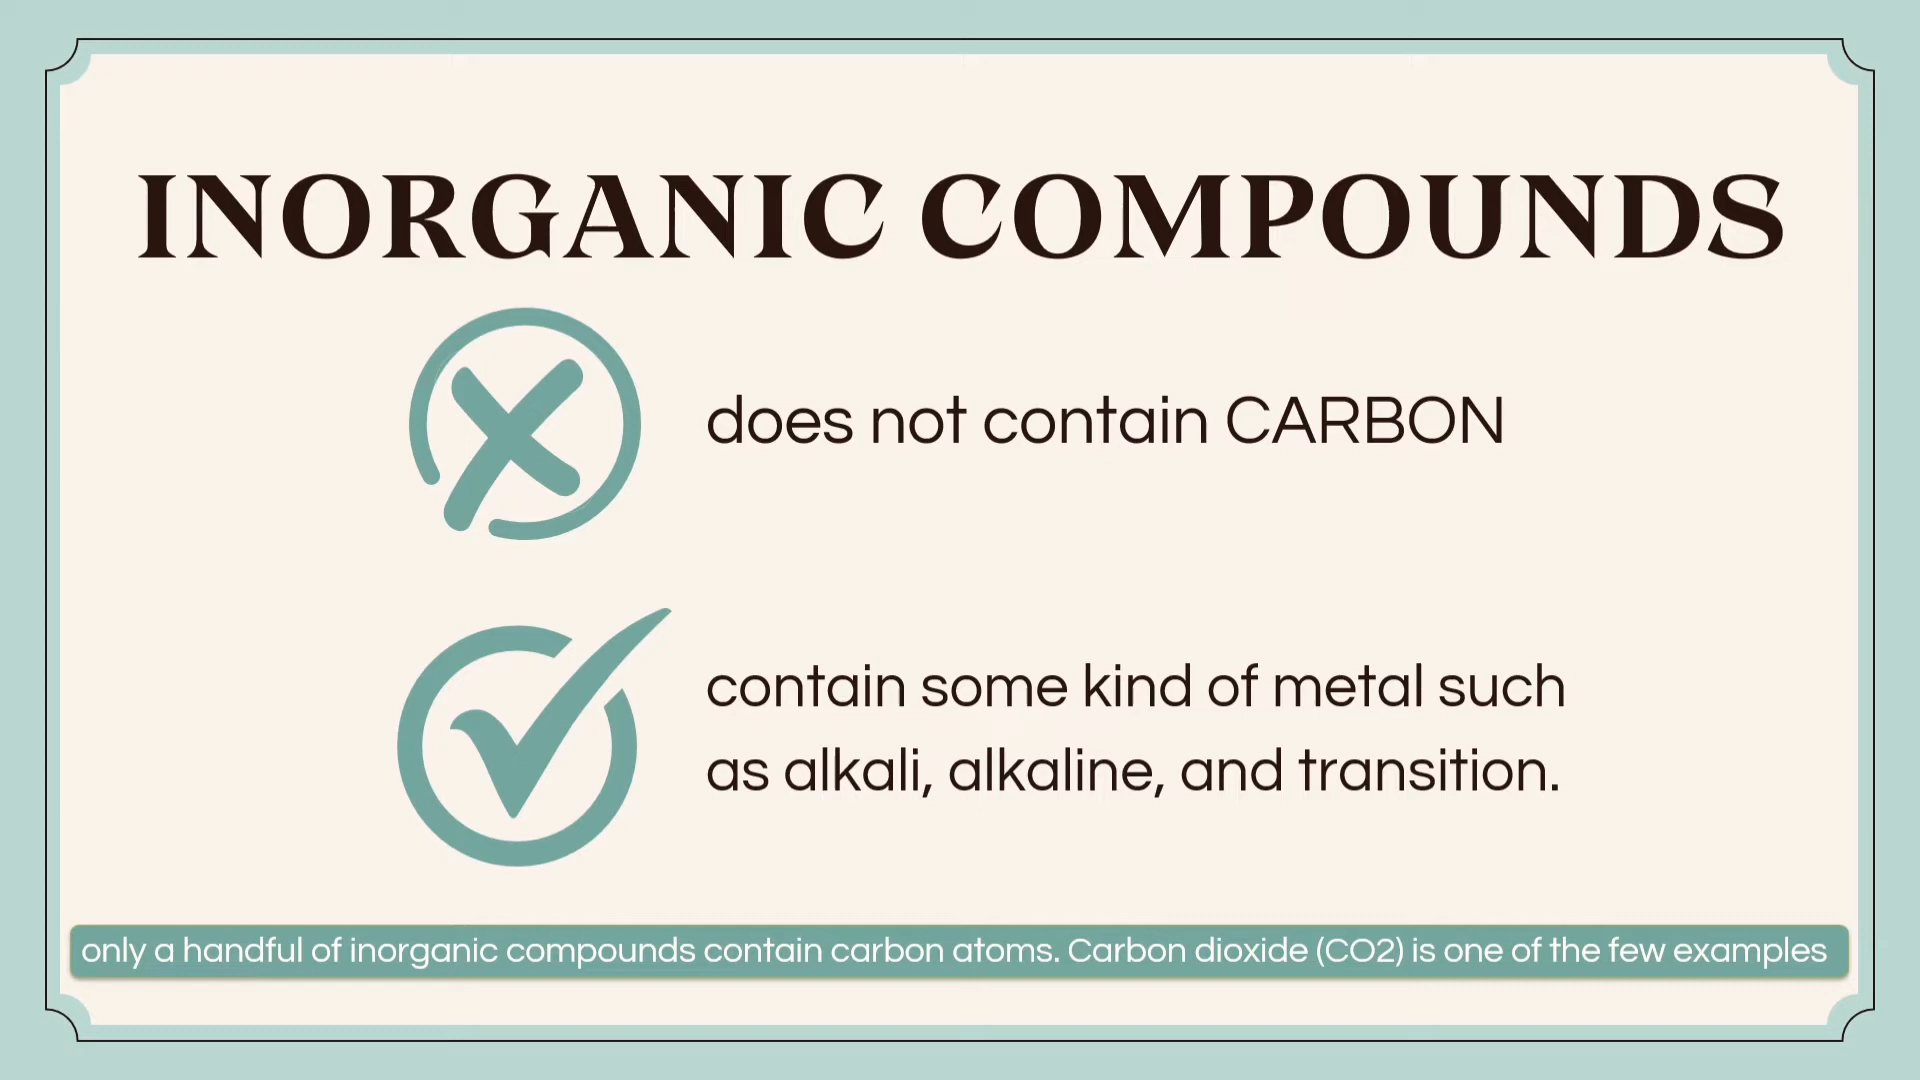 INORGANIC COMPOUNDS
does not contain CARBON
contain some kind of metal such
as alkali, alkaline, and transition.
only a handful of inorganic compounds contain carbon atoms. Carbon dioxide (CO2) is one of the few examples